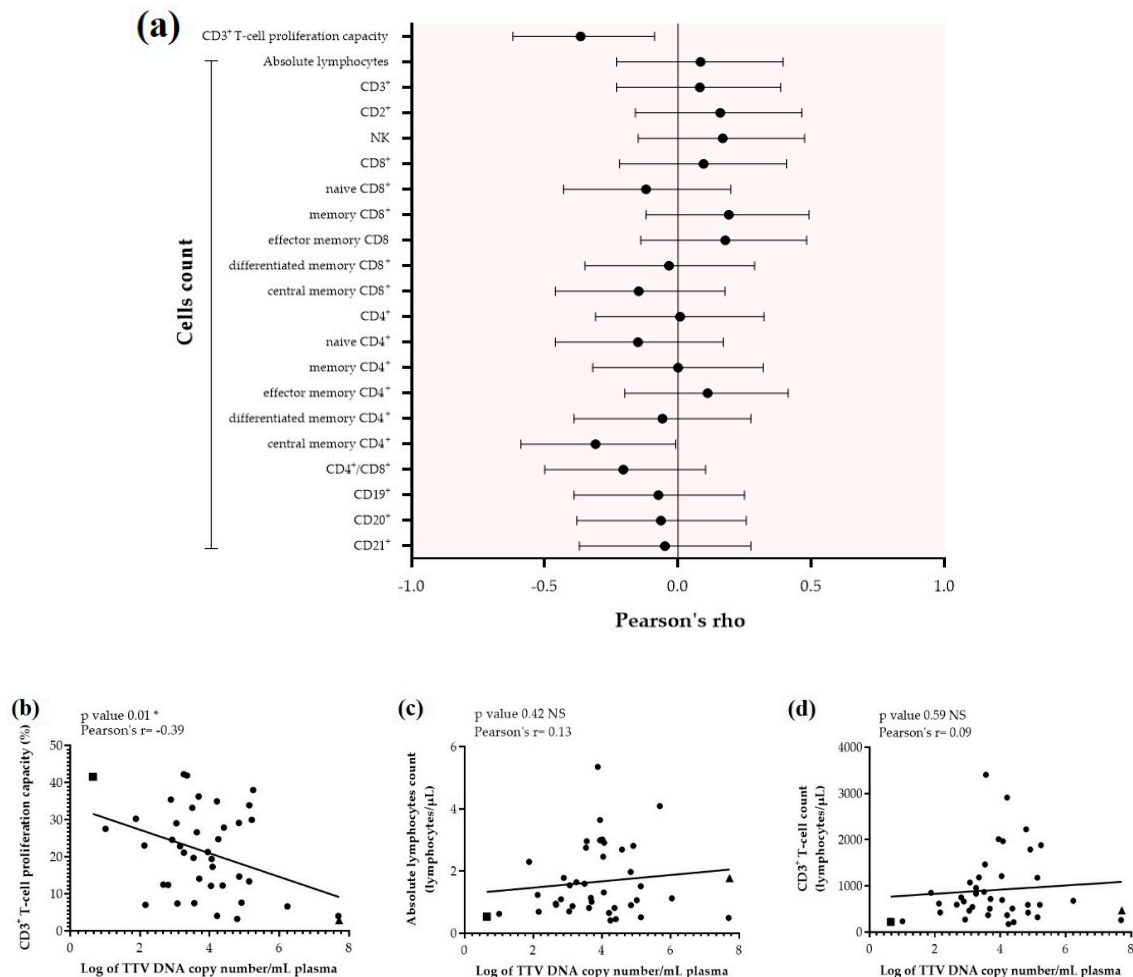 (a)
CD3⁺ T-cell proliferation capacity
Absolute lymphocytes
CD3⁺
CD2⁺
NK
CD8⁺
naive CD8⁺
memory CD8⁺
effector memory CD8
differentiated memory CD8⁺
central memory CD8⁺
CD4⁺
naive CD4⁺
memory CD4⁺
effector memory CD4⁺
differentiated memory CD4⁺
central memory CD4⁺
CD4⁺/CD8⁺
CD19⁺
CD20⁺
CD21⁺
Cells count
-1.0 -0.5 0.0 0.5 1.0
Pearson's rho
(b)
p value 0.01 *
Pearson's r= -0.39
CD3⁺ T-cell proliferation capacity (%)
50
40
30
20
10
0
0 2 4 6 8
Log of TTV DNA copy number/mL plasma
(c)
p value 0.42 NS
Pearson's r= 0.13
Absolute lymphocytes count
(lymphocytes/µL)
6
4
2
0
0 2 4 6 8
Log of TTV DNA copy number/mL plasma
(d)
p value 0.59 NS
Pearson's r= 0.09
CD3⁺ T-cell count
(lymphocytes/µL)
4000
3000
2000
1000
0
0 2 4 6 8
Log of TTV DNA copy number/mL plasma